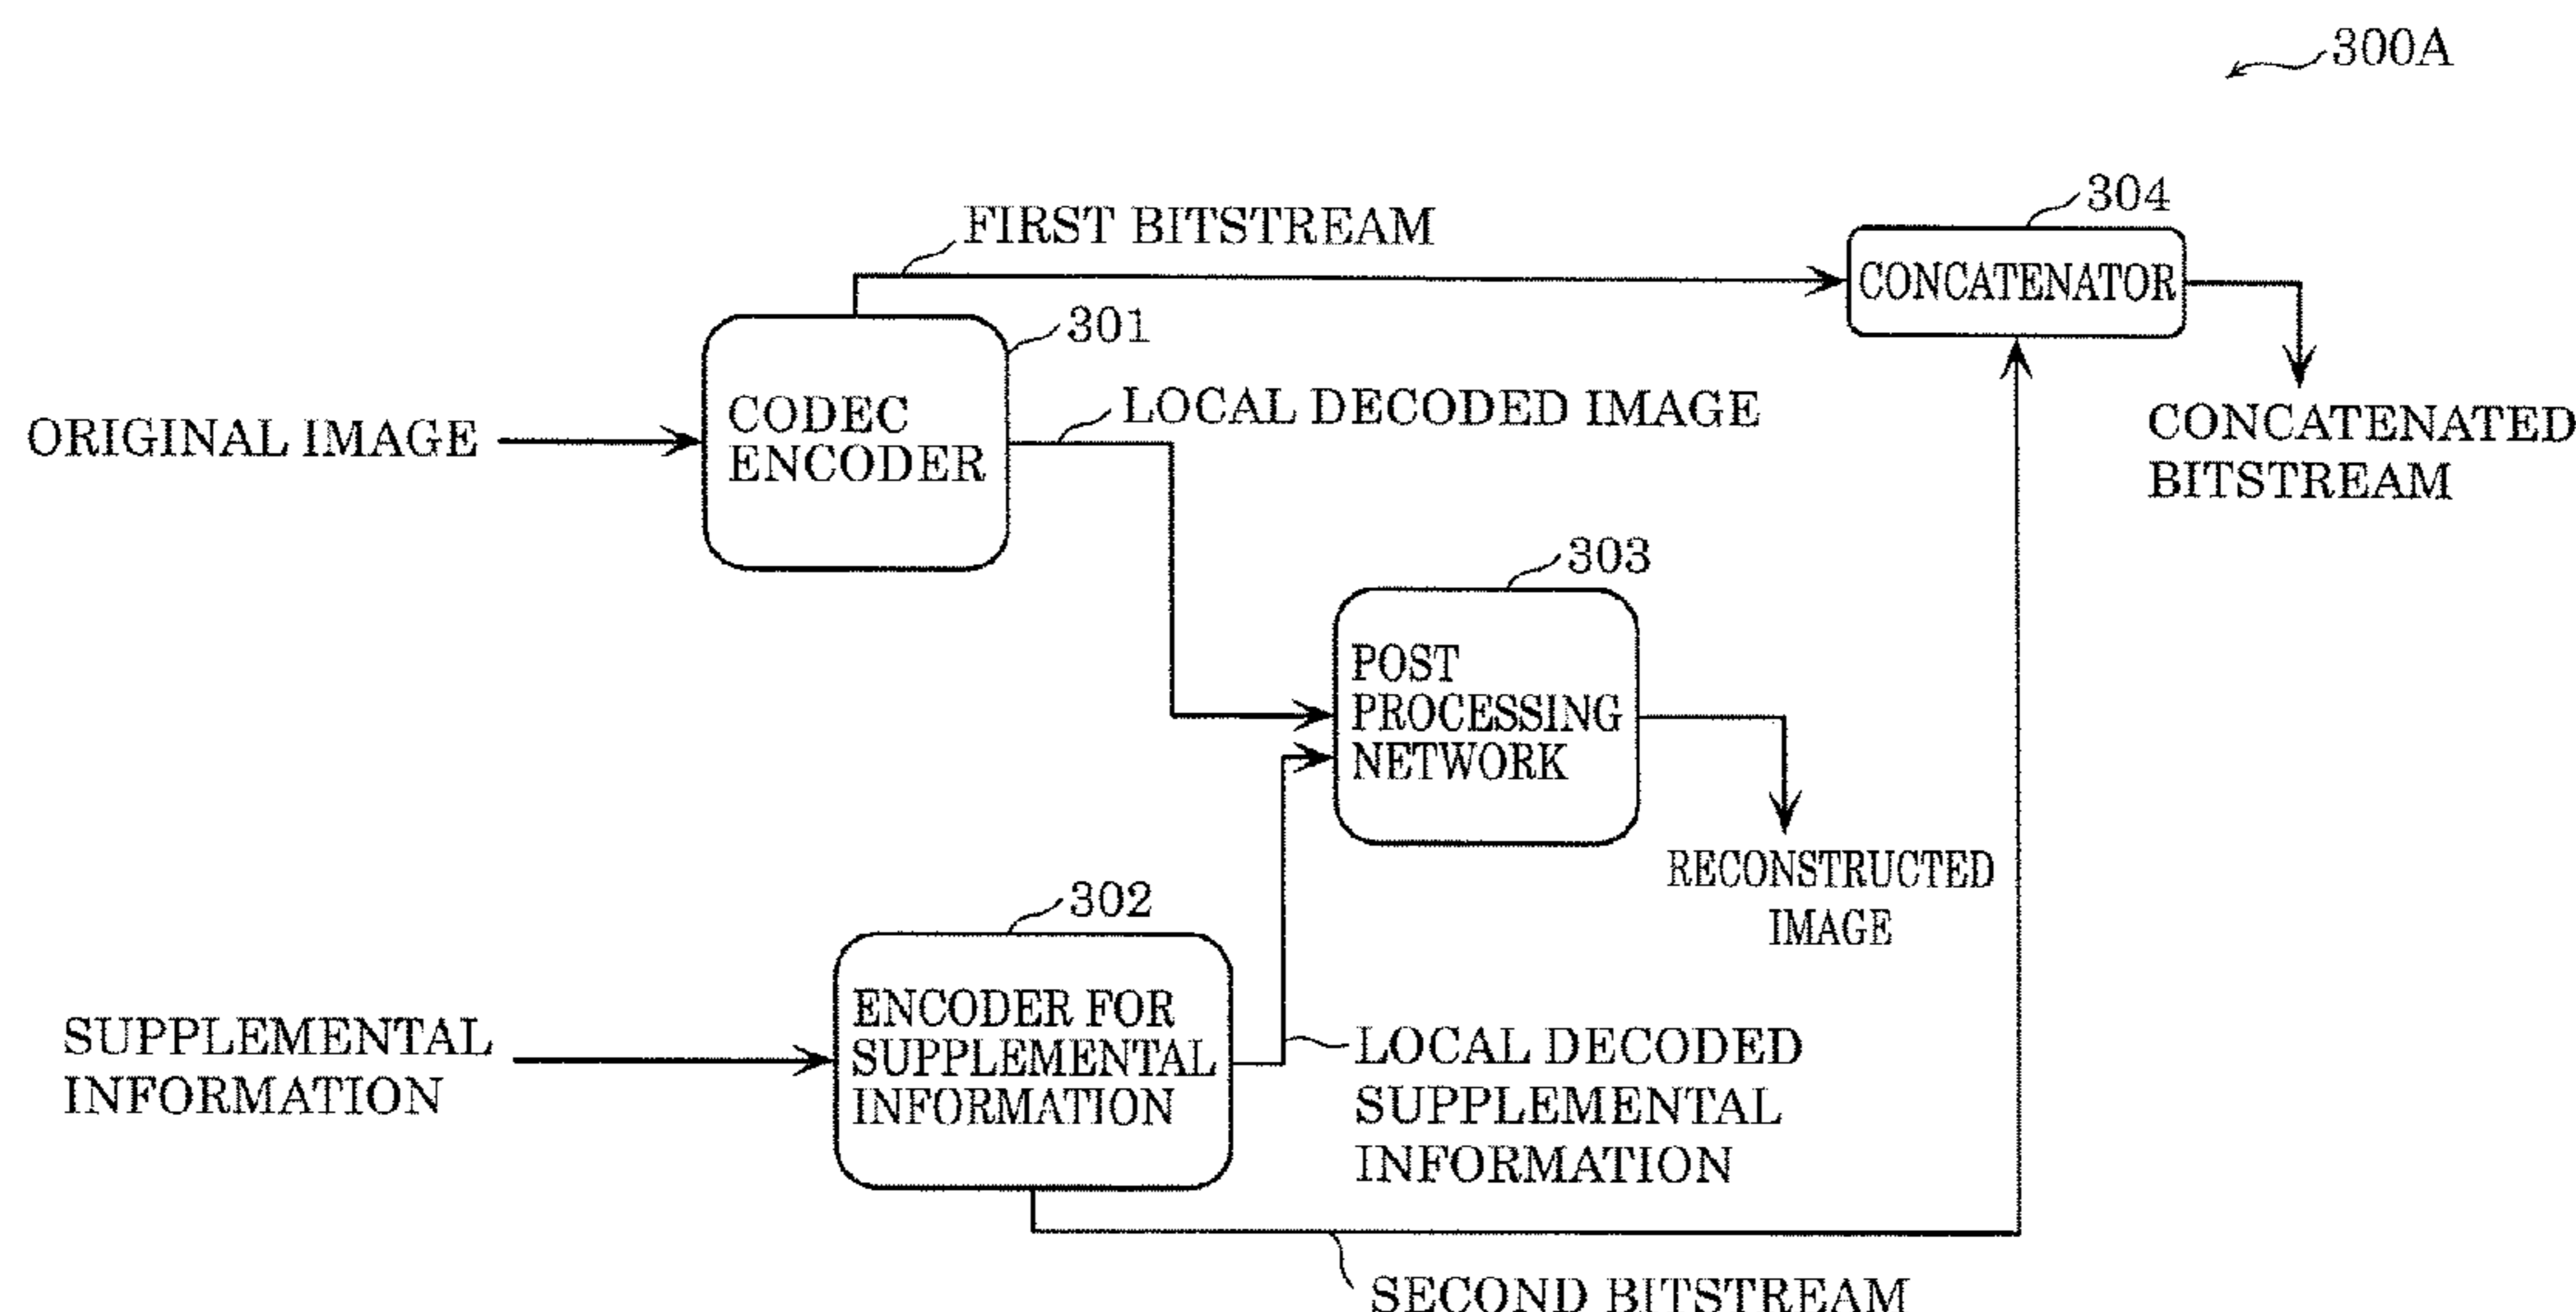 300A
304
FIRST BITSTREAM
CONCATENATOR
301
CODEC
ENCODER
LOCAL DECODED IMAGE
ORIGINAL IMAGE
CONCATENATED
BITSTREAM
303
POST
PROCESSING
NETWORK
RECONSTRUCTED
IMAGE
302
ENCODER FOR
SUPPLEMENTAL
INFORMATION
SUPPLEMENTAL
INFORMATION
LOCAL DECODED
SUPPLEMENTAL
INFORMATION
SECOND BITSTREAM